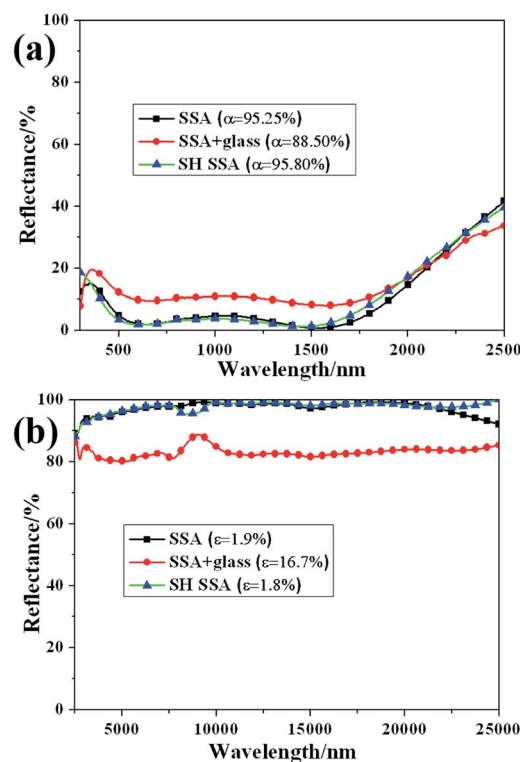 (a)
100
80
60
40
20
0
Reflectance/%
SSA (α=95.25%)
SSA+glass (α=88.50%)
SH SSA (α=95.80%)
500 1000 1500 2000 2500
Wavelength/nm
(b)
100
80
60
40
20
0
Reflectance/%
SSA (ε=1.9%)
SSA+glass (ε=16.7%)
SH SSA (ε=1.8%)
5000 10000 15000 20000 25000
Wavelength/nm